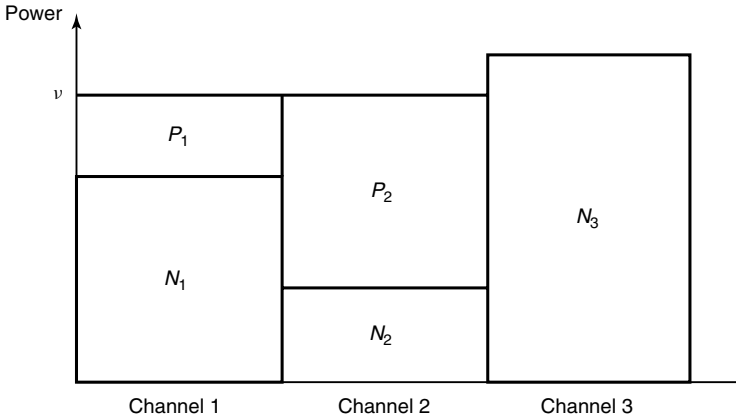 Power
ν
P₁
P₂
N₃
N₁
N₂
Channel 1 Channel 2 Channel 3